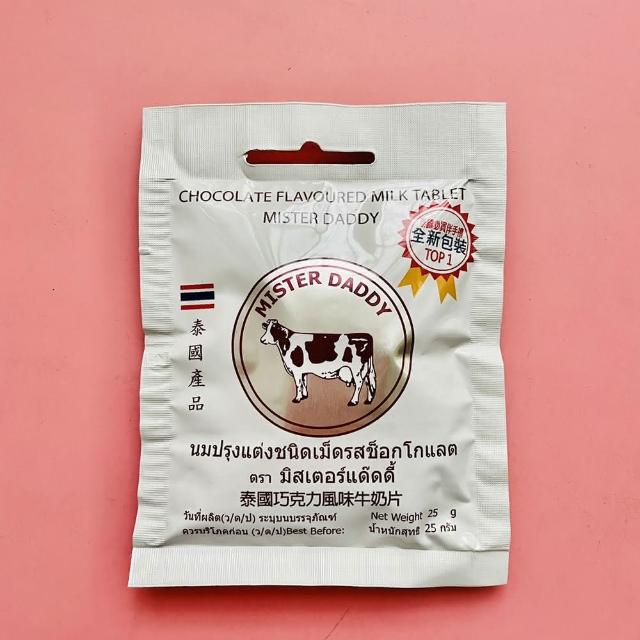 CHOCOLATE FLAVOURED MILK TABLET
MISTER DADDY
全新包裝
TOP 1
MISTER DADDY
泰國產品
นมปรุงแต่งชนิดเม็ดรสช็อกโกแลต
ตรา มิสเตอร์แด๊ดดี้
泰國巧克力風味牛奶片
วันที่ผลิต(ว/ด/ป) ระบุบนบรรจุภัณฑ์ Net Weight 25 g
ควรบริโภคก่อน (ว/ด/ป)Best Before: น้ำหนักสุทธิ 25 กรัม